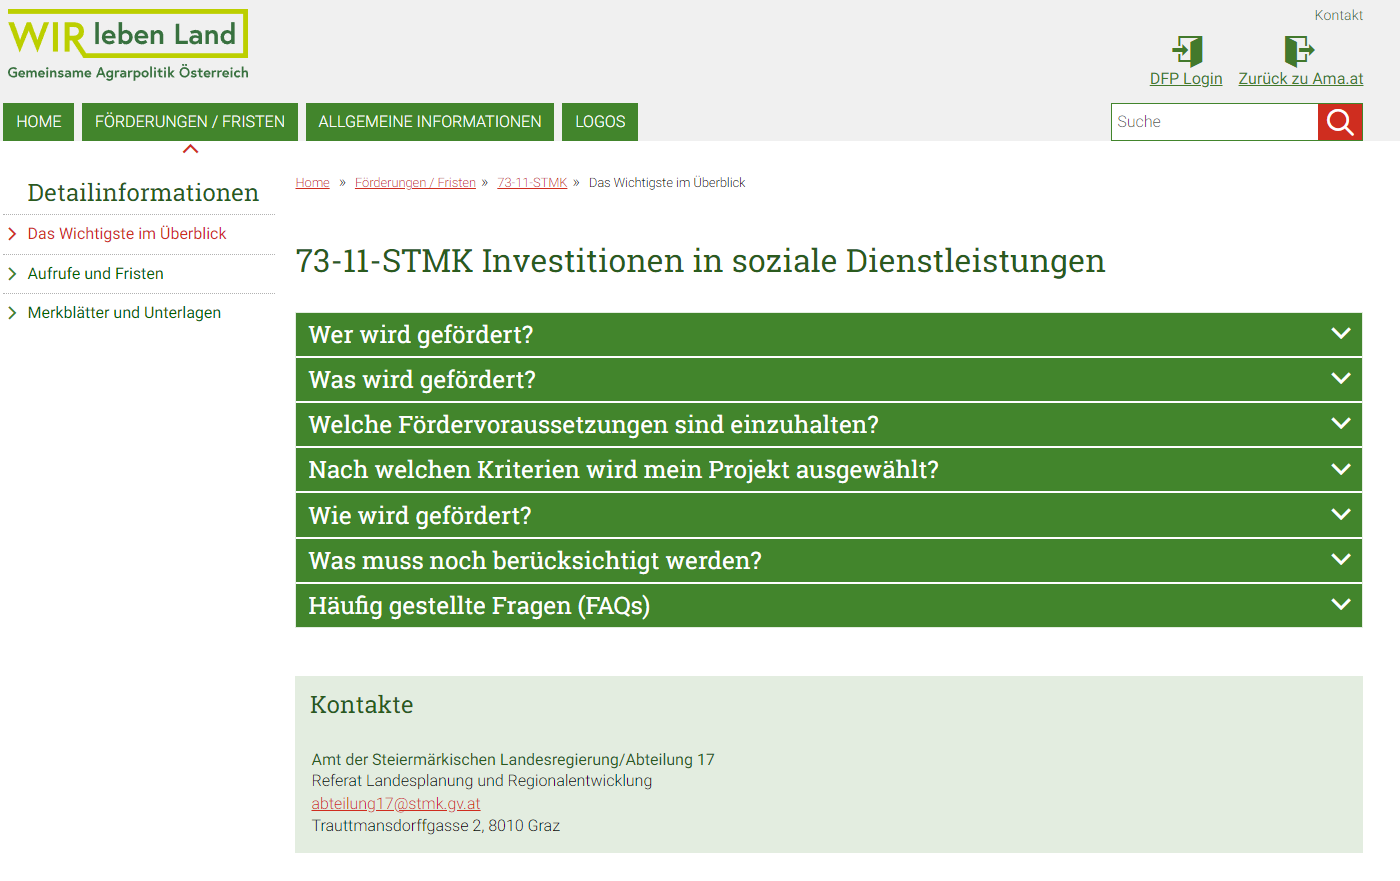 WIR leben Land
Gemeinsame Agrarpolitik Österreich
Kontakt
DFP Login
Zurück zu Ama.at
HOME
FÖRDERUNGEN / FRISTEN
ALLGEMEINE INFORMATIONEN
LOGOS
Suche
Detailinformationen
Das Wichtigste im Überblick
Aufrufe und Fristen
Merkblätter und Unterlagen
Home » Förderungen / Fristen » 73-11-STMK » Das Wichtigste im Überblick
73-11-STMK Investitionen in soziale Dienstleistungen
Wer wird gefördert?
Was wird gefördert?
Welche Fördervoraussetzungen sind einzuhalten?
Nach welchen Kriterien wird mein Projekt ausgewählt?
Wie wird gefördert?
Was muss noch berücksichtigt werden?
Häufig gestellte Fragen (FAQs)
Kontakte
Amt der Steiermärkischen Landesregierung/Abteilung 17
Referat Landesplanung und Regionalentwicklung
abteilung17@stmk.gv.at
Trauttmansdorffgasse 2, 8010 Graz